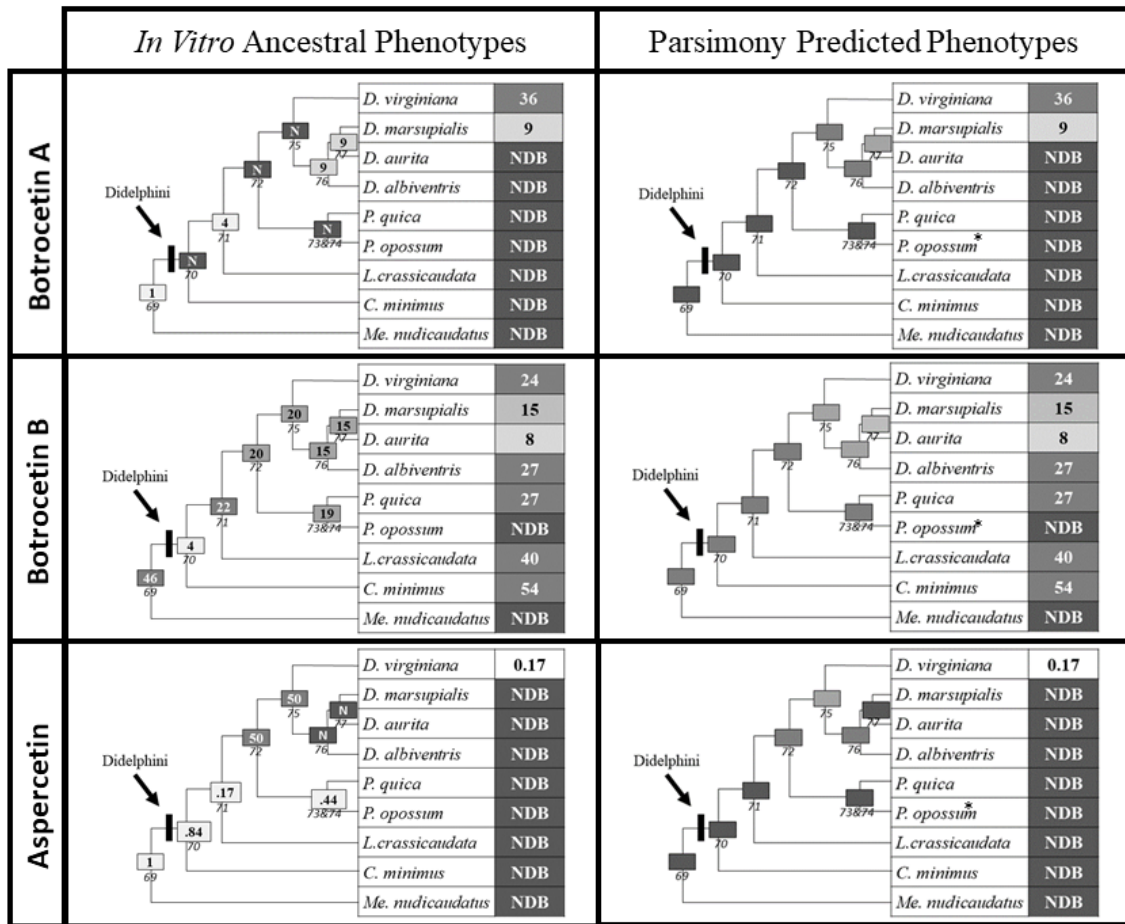 In Vitro Ancestral Phenotypes
Parsimony Predicted Phenotypes
Botrocetin A
D. virginiana 36
D. marsupialis 9
D. aurita NDB
D. albiventris NDB
P. quica NDB
P. opossum NDB
L.crassicaudata NDB
C. minimus NDB
Me. nudicaudatus NDB
Didelphini
N
75
9
77
9
76
N
72
N
73&74
4
71
N
70
1
69
D. virginiana 36
D. marsupialis 9
D. aurita NDB
D. albiventris NDB
P. quica NDB
P. opossum* NDB
L.crassicaudata NDB
C. minimus NDB
Me. nudicaudatus NDB
Didelphini
75
77
76
72
73&74
71
70
69
Botrocetin B
D. virginiana 24
D. marsupialis 15
D. aurita 8
D. albiventris 27
P. quica 27
P. opossum NDB
L.crassicaudata 40
C. minimus 54
Me. nudicaudatus NDB
Didelphini
20
75
15
77
15
76
20
72
19
73&74
22
71
4
70
46
69
D. virginiana 24
D. marsupialis 15
D. aurita 8
D. albiventris 27
P. quica 27
P. opossum* NDB
L.crassicaudata 40
C. minimus 54
Me. nudicaudatus NDB
Didelphini
75
77
76
72
73&74
71
70
69
Aspercetin
D. virginiana 0.17
D. marsupialis NDB
D. aurita NDB
D. albiventris NDB
P. quica NDB
P. opossum NDB
L.crassicaudata NDB
C. minimus NDB
Me. nudicaudatus NDB
Didelphini
50
75
N
77
N
76
50
72
.44
73&74
.17
71
.84
70
1
69
D. virginiana 0.17
D. marsupialis NDB
D. aurita NDB
D. albiventris NDB
P. quica NDB
P. opossum* NDB
L.crassicaudata NDB
C. minimus NDB
Me. nudicaudatus NDB
Didelphini
75
77
76
72
73&74
71
70
69